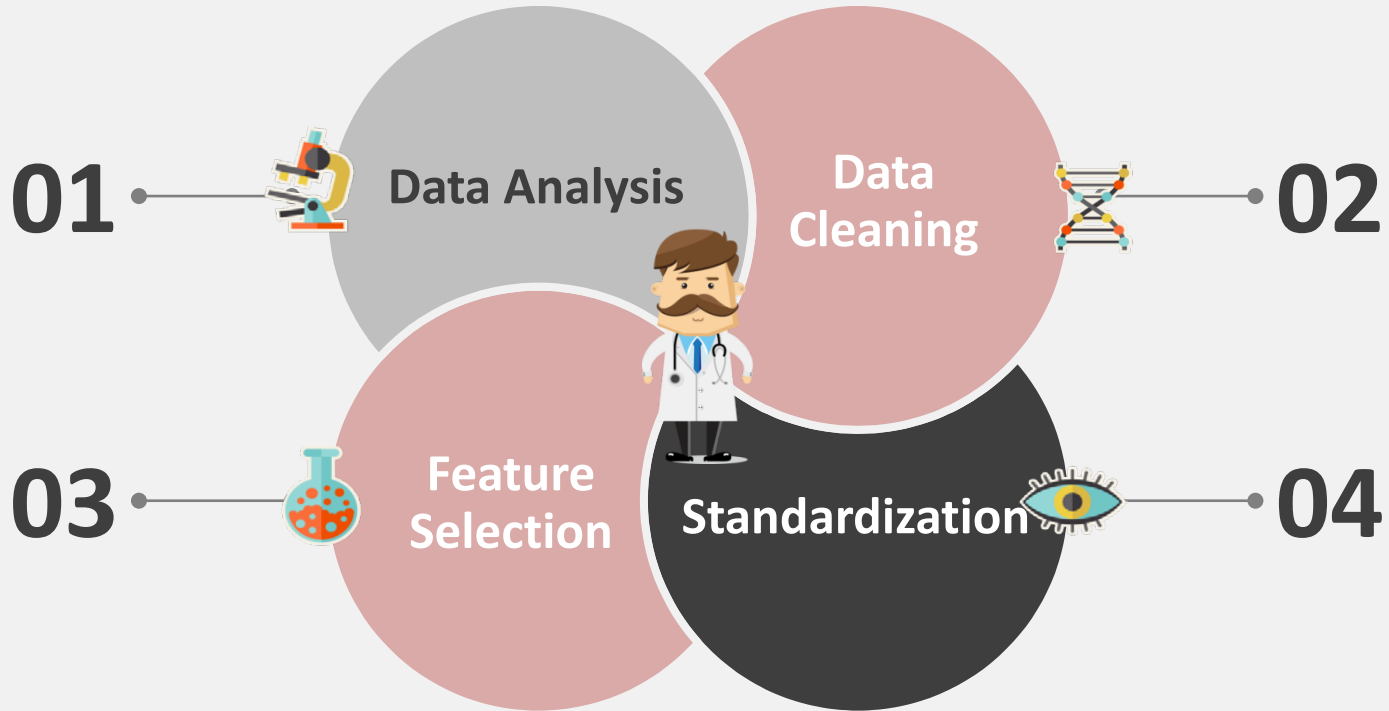 01
Data Analysis
Data
Cleaning
02
03
Feature
Selection
Standardization
04